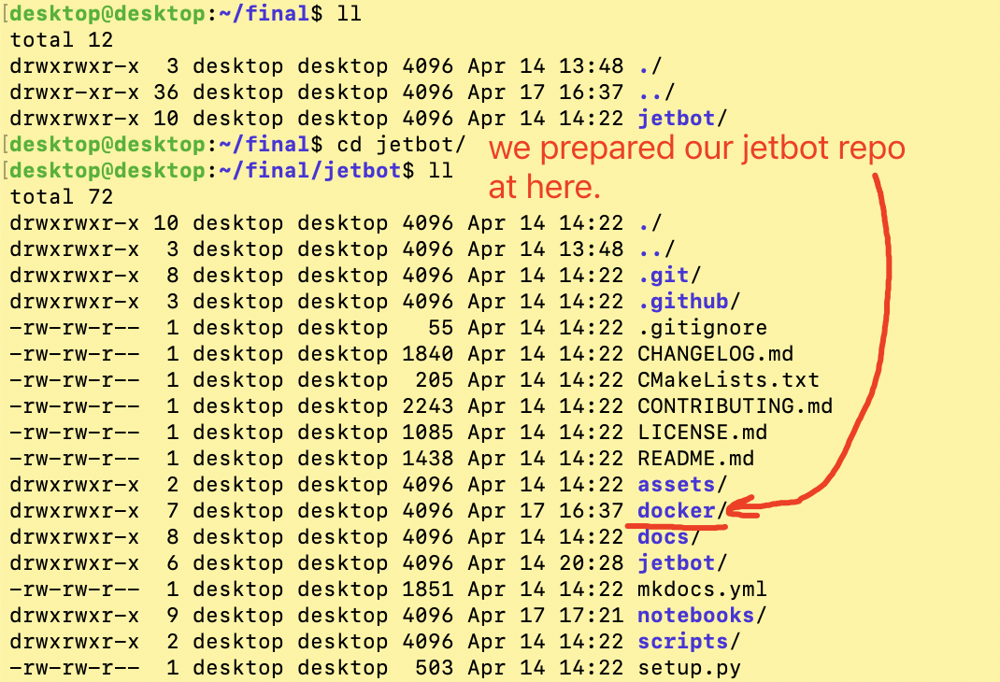 [desktop@desktop:~/final$ ll
total 12
drwxrwxr-x  3 desktop desktop 4096 Apr 14 13:48 ./
drwxr-xr-x 36 desktop desktop 4096 Apr 17 16:37 ../
drwxrwxr-x 10 desktop desktop 4096 Apr 14 14:22 jetbot/
[desktop@desktop:~/final$ cd jetbot/
we prepared our jetbot repo
[desktop@desktop:~/final/jetbot$ ll
at here.
total 72
drwxrwxr-x 10 desktop desktop 4096 Apr 14 14:22 ./
drwxrwxr-x  3 desktop desktop 4096 Apr 14 13:48 ../
drwxrwxr-x  8 desktop desktop 4096 Apr 14 14:22 .git/
drwxrwxr-x  3 desktop desktop 4096 Apr 14 14:22 .github/
-rw-rw-r--  1 desktop desktop   55 Apr 14 14:22 .gitignore
-rw-rw-r--  1 desktop desktop 1840 Apr 14 14:22 CHANGELOG.md
-rw-rw-r--  1 desktop desktop  205 Apr 14 14:22 CMakeLists.txt
-rw-rw-r--  1 desktop desktop 2243 Apr 14 14:22 CONTRIBUTING.md
-rw-rw-r--  1 desktop desktop 1085 Apr 14 14:22 LICENSE.md
-rw-rw-r--  1 desktop desktop 1438 Apr 14 14:22 README.md
drwxrwxr-x  2 desktop desktop 4096 Apr 14 14:22 assets/
drwxrwxr-x  7 desktop desktop 4096 Apr 17 16:37 docker/
drwxrwxr-x  8 desktop desktop 4096 Apr 14 14:22 docs/
drwxrwxr-x  6 desktop desktop 4096 Apr 14 20:28 jetbot/
-rw-rw-r--  1 desktop desktop 1851 Apr 14 14:22 mkdocs.yml
drwxrwxr-x  9 desktop desktop 4096 Apr 17 17:21 notebooks/
drwxrwxr-x  2 desktop desktop 4096 Apr 14 14:22 scripts/
-rw-rw-r--  1 desktop desktop  503 Apr 14 14:22 setup.py